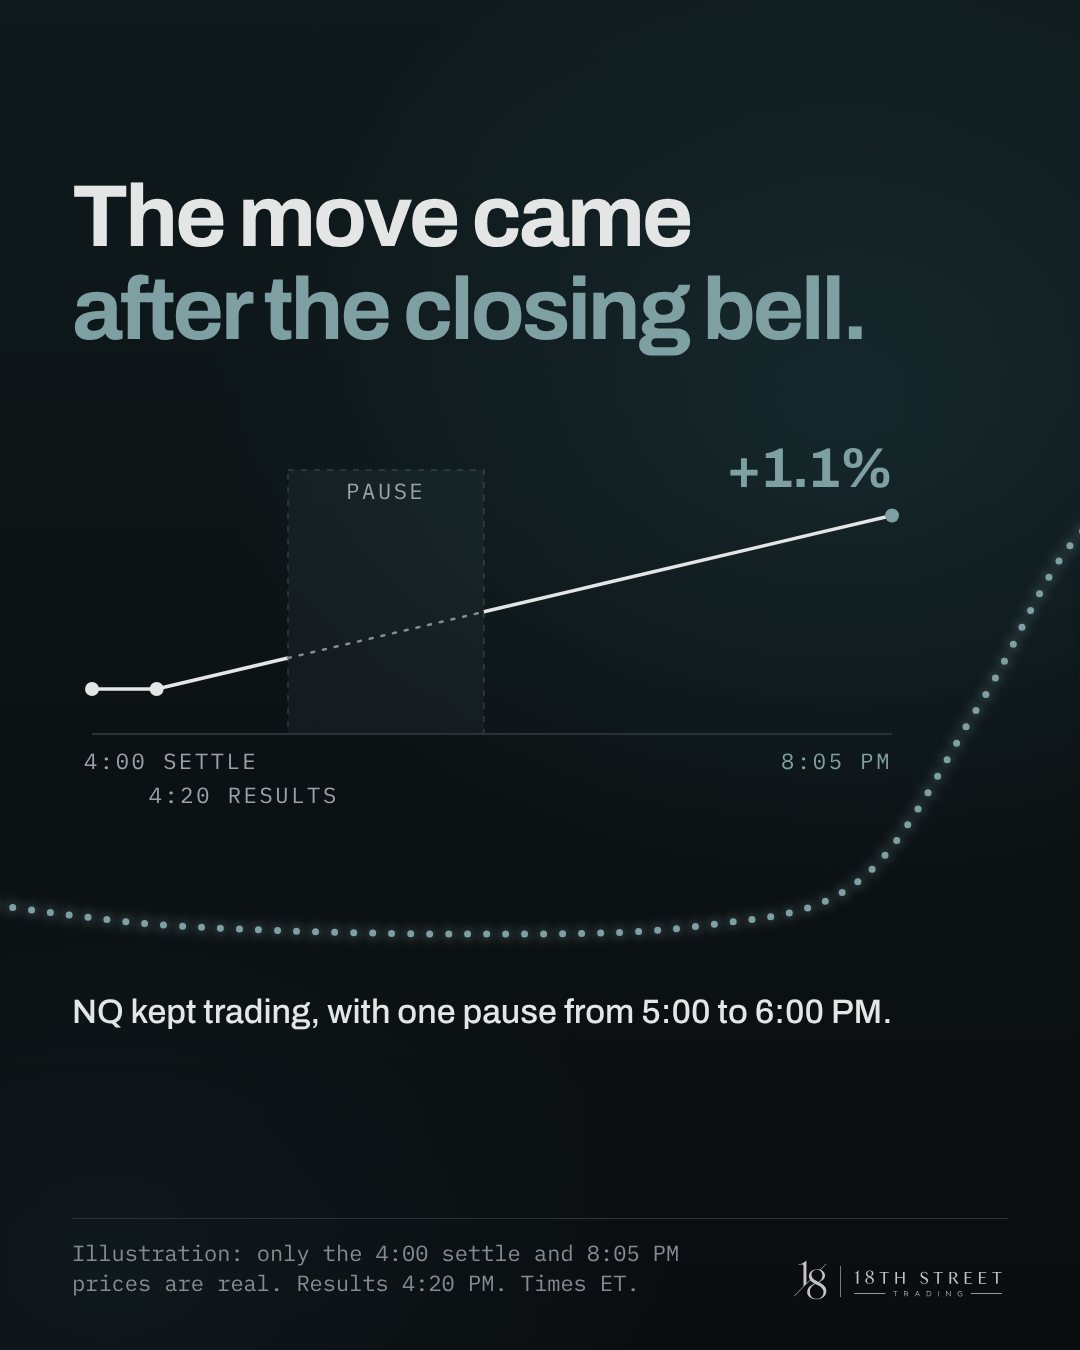 The move came
after the closing bell.
+1.1%
PAUSE
4:00 SETTLE
8:05 PM
4:20 RESULTS
NQ kept trading, with one pause from 5:00 to 6:00 PM.
Illustration: only the 4:00 settle and 8:05 PM
prices are real. Results 4:20 PM. Times ET.
18
18TH STREET
TRADING